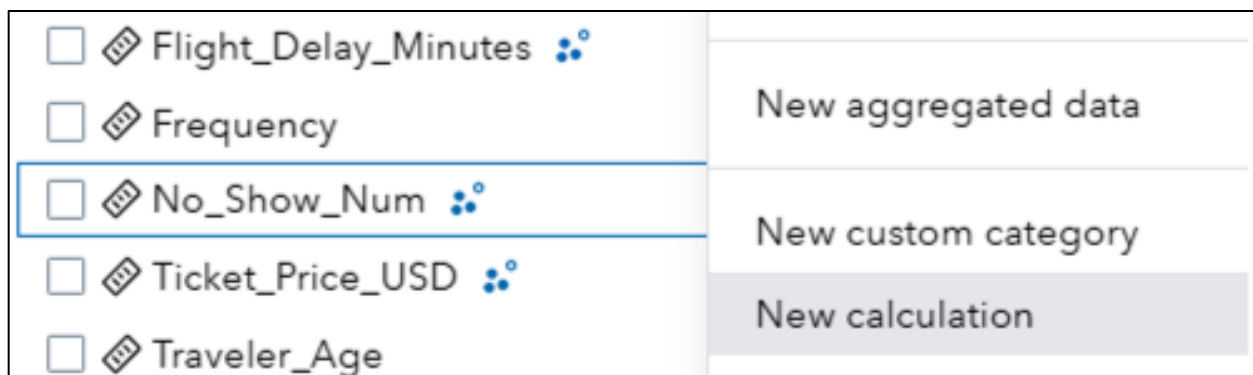 Flight_Delay_Minutes
Frequency
No_Show_Num
Ticket_Price_USD
Traveler_Age
New aggregated data
New custom category
New calculation